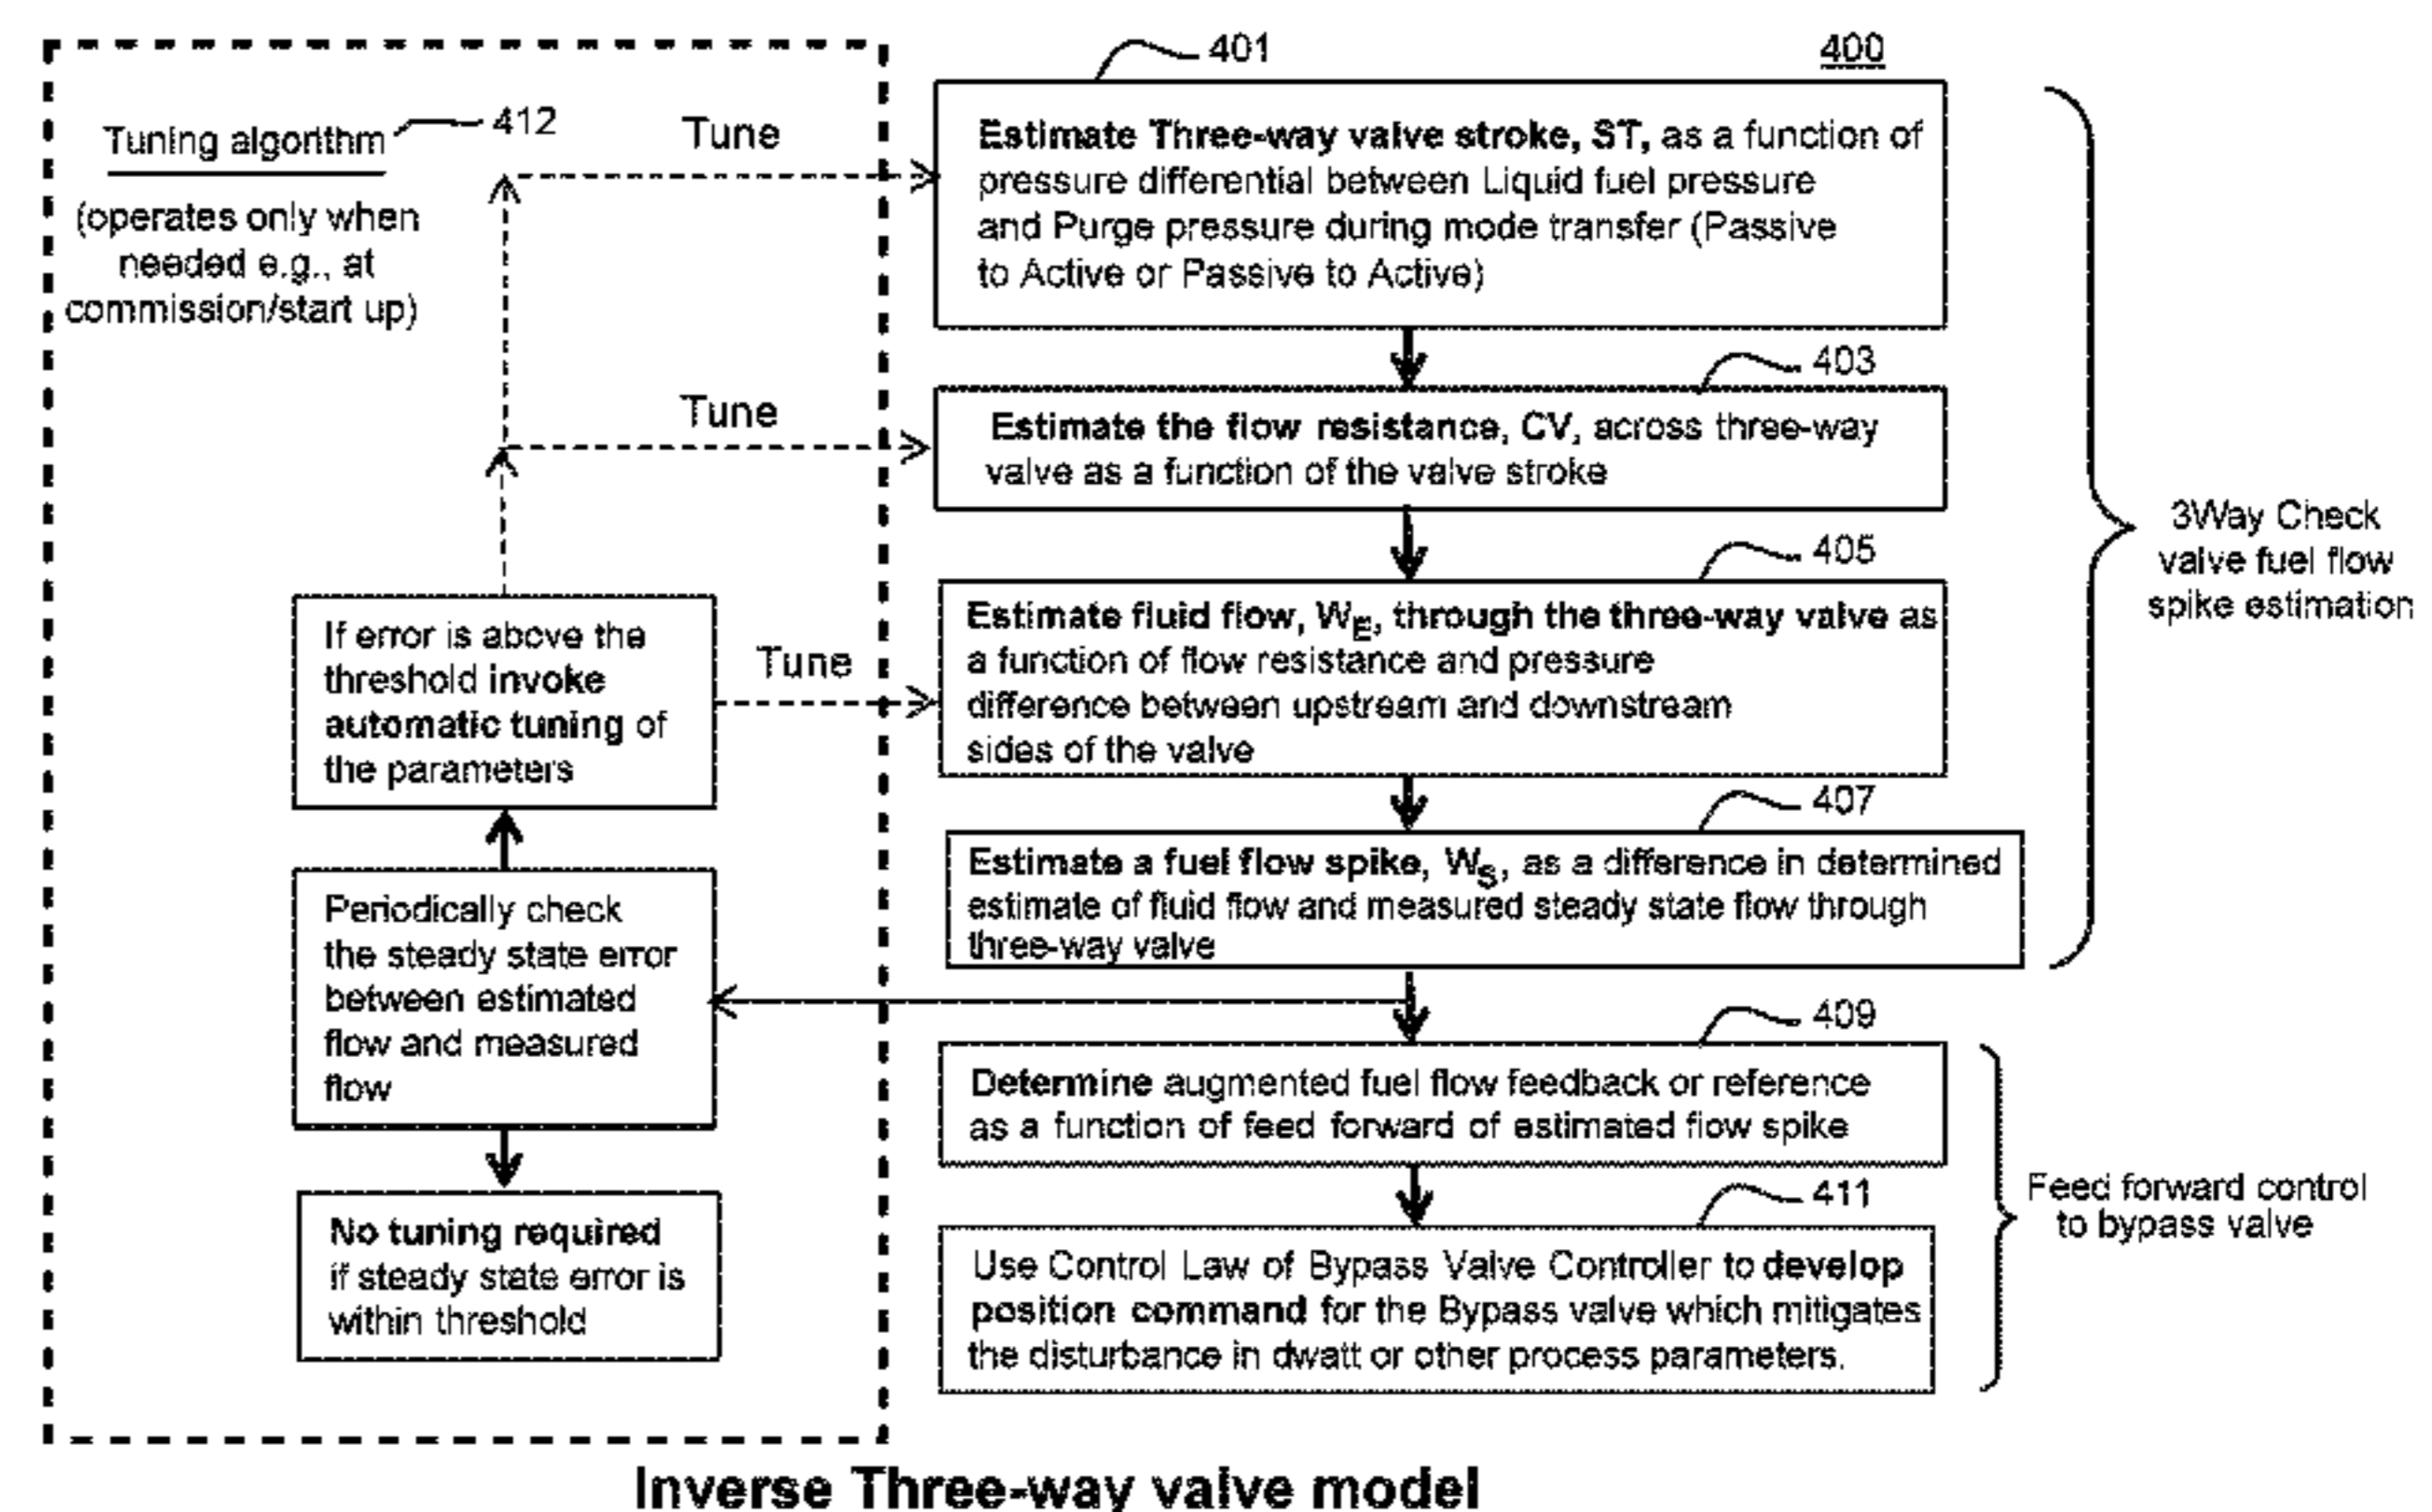 401
400
Tuning algorithm
412
(operates only when
needed e.g., at
commission/start up)
Tune
Estimate Three-way valve stroke, ST, as a function of
pressure differential between Liquid fuel pressure
and Purge pressure during mode transfer (Passive
to Active or Passive to Active)
403
Tune
Estimate the flow resistance, CV, across three-way
valve as a function of the valve stroke
3Way Check
valve fuel flow
spike estimation
405
If error is above the
threshold invoke
automatic tuning of
the parameters
Tune
Estimate fluid flow, WE, through the three-way valve as
a function of flow resistance and pressure
difference between upstream and downstream
sides of the valve
407
Estimate a fuel flow spike, WS, as a difference in determined
estimate of fluid flow and measured steady state flow through
three-way valve
Periodically check
the steady state error
between estimated
flow and measured
flow
409
Determine augmented fuel flow feedback or reference
as a function of feed forward of estimated flow spike
Feed forward control
to bypass valve
411
No tuning required
if steady state error is
within threshold
Use Control Law of Bypass Valve Controller to develop
position command for the Bypass valve which mitigates
the disturbance in dwatt or other process parameters.
Inverse Three-way valve model